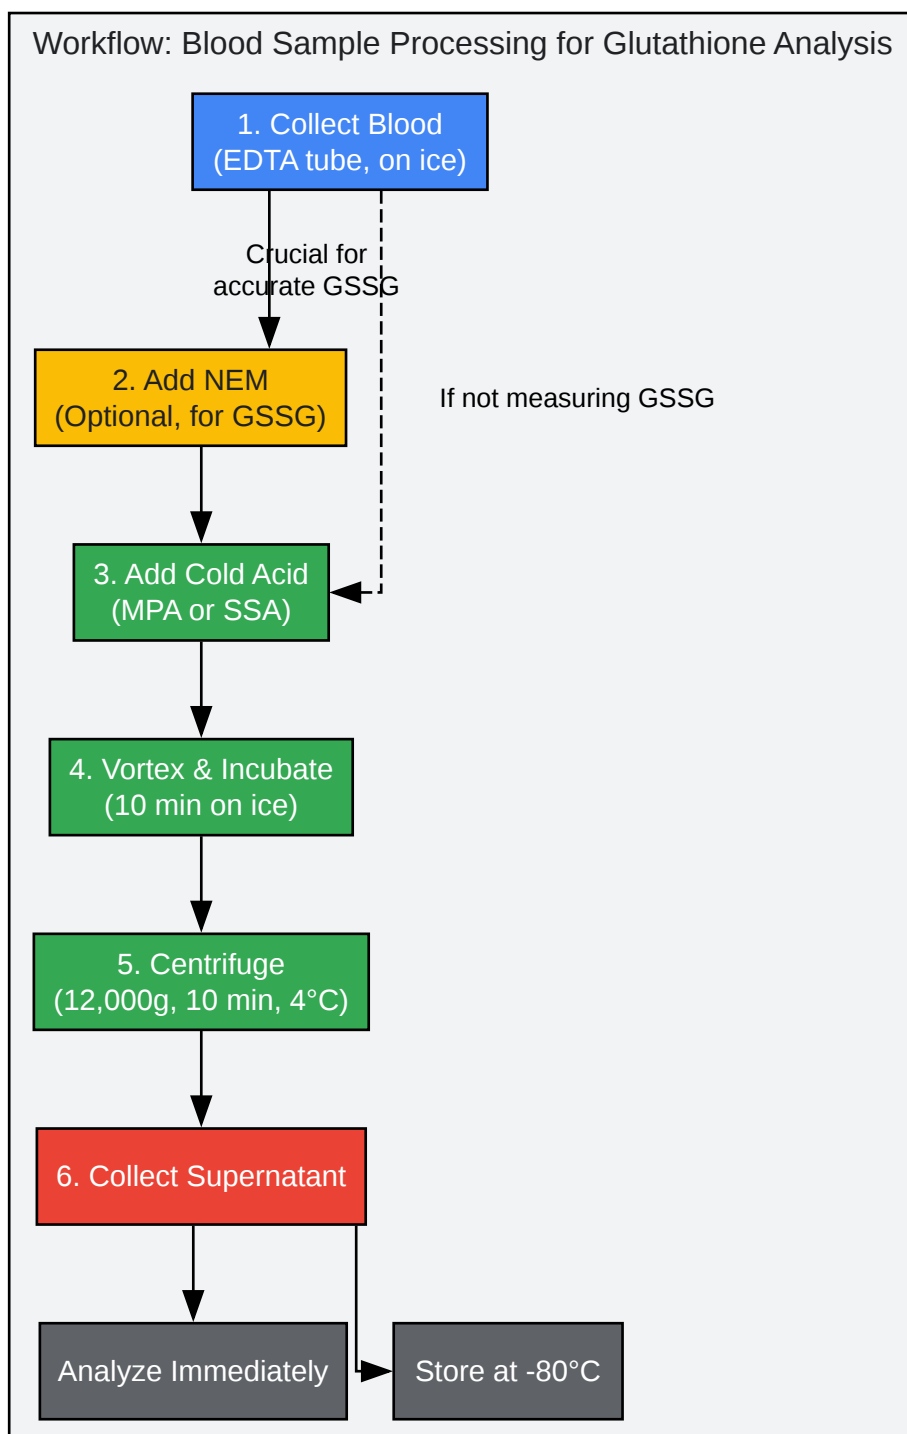 Workflow: Blood Sample Processing for Glutathione Analysis
1. Collect Blood
(EDTA tube, on ice)
Crucial for
accurate GSSG
2. Add NEM
(Optional, for GSSG)
If not measuring GSSG
3. Add Cold Acid
(MPA or SSA)
4. Vortex & Incubate
(10 min on ice)
5. Centrifuge
(12,000g, 10 min, 4°C)
6. Collect Supernatant
Analyze Immediately
Store at -80°C